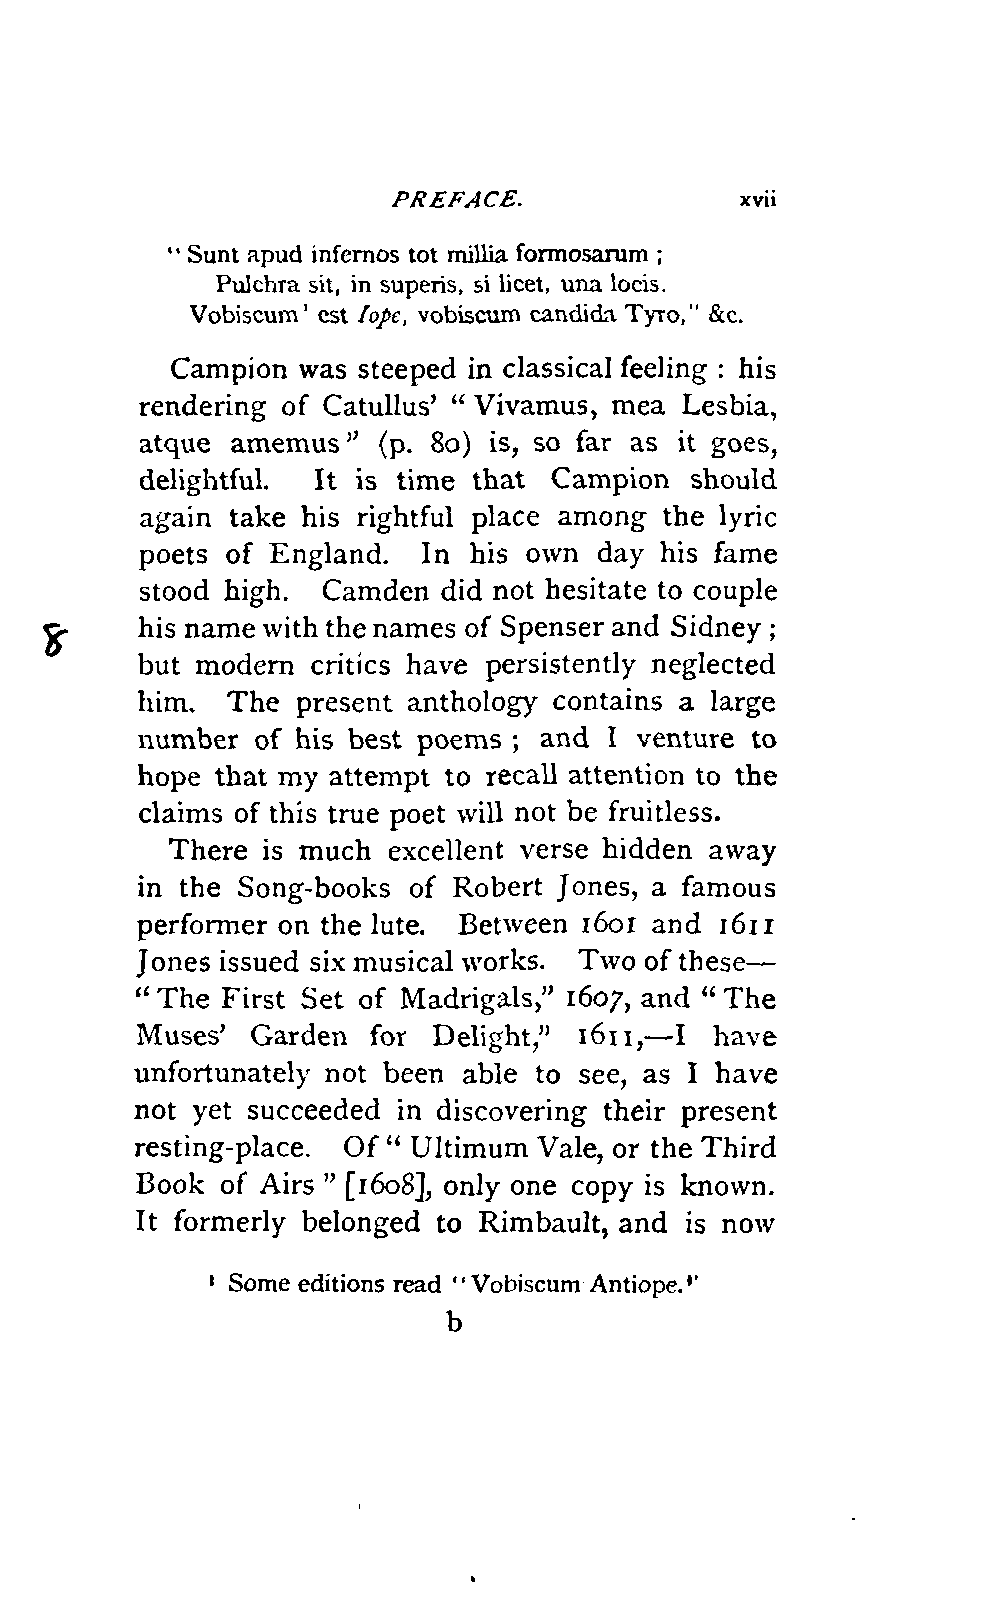 PREFACE. xvii
“Sunt apud infernos tot millia formosarum ;
Pulchra sit, in superis, si licet, una locis.
Vobiscum¹ est Iope, vobiscum candida Tyro,” &c.
Campion was steeped in classical feeling : his
rendering of Catullus’ “ Vivamus, mea Lesbia,
atque amemus ” (p. 80) is, so far as it goes,
delightful. It is time that Campion should
again take his rightful place among the lyric
poets of England. In his own day his fame
stood high. Camden did not hesitate to couple
8 his name with the names of Spenser and Sidney ;
but modern critics have persistently neglected
him. The present anthology contains a large
number of his best poems ; and I venture to
hope that my attempt to recall attention to the
claims of this true poet will not be fruitless.
There is much excellent verse hidden away
in the Song-books of Robert Jones, a famous
performer on the lute. Between 1601 and 1611
Jones issued six musical works. Two of these—
“ The First Set of Madrigals,” 1607, and “ The
Muses’ Garden for Delight,” 1611,—I have
unfortunately not been able to see, as I have
not yet succeeded in discovering their present
resting-place. Of “ Ultimum Vale, or the Third
Book of Airs ” [1608], only one copy is known.
It formerly belonged to Rimbault, and is now
¹ Some editions read “Vobiscum Antiope.”
b